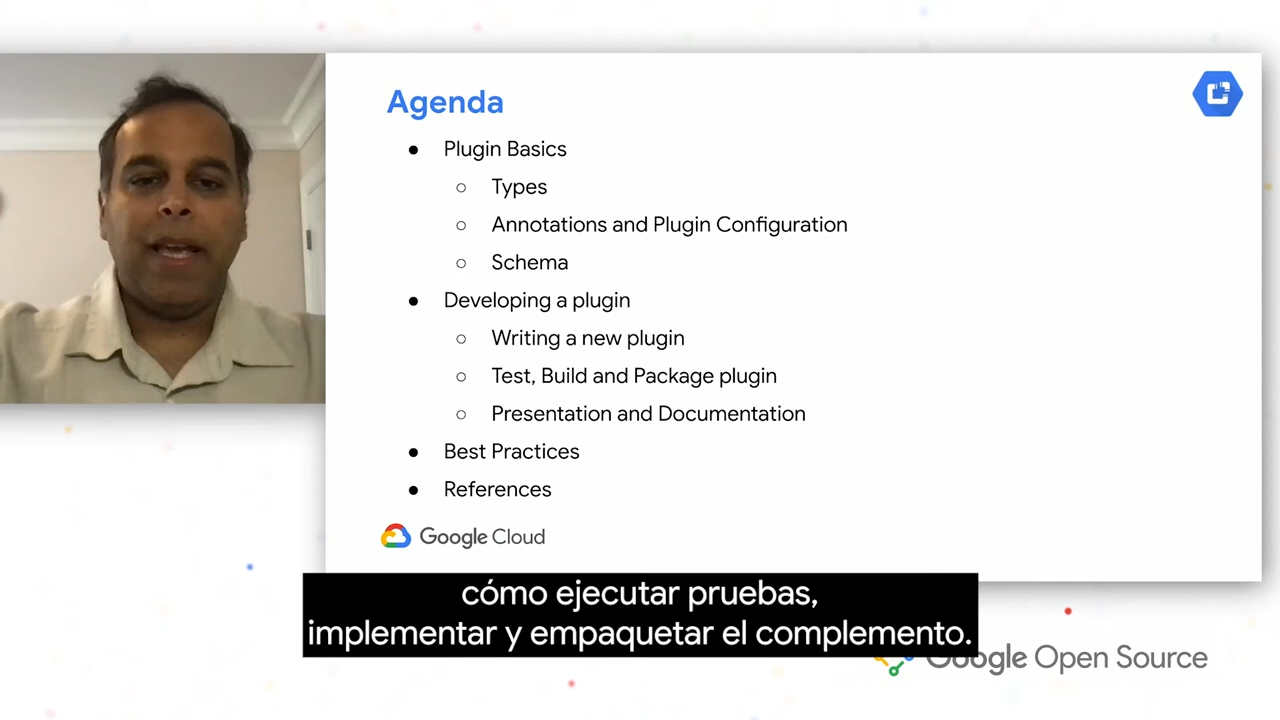 Agenda
● Plugin Basics
○ Types
○ Annotations and Plugin Configuration
○ Schema
● Developing a plugin
○ Writing a new plugin
○ Test, Build and Package plugin
○ Presentation and Documentation
● Best Practices
● References
Google Cloud
cómo ejecutar pruebas,
implementar y empaquetar el complemento.
Google Open Source